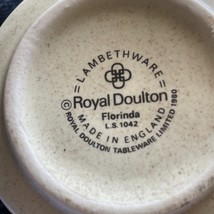 =LAMBETHWARE=
© Royal Doulton
Florinda
L.S. 1042
MADE IN ENGLAND
ROYAL DOULTON TABLEWARE LIMITED 1980